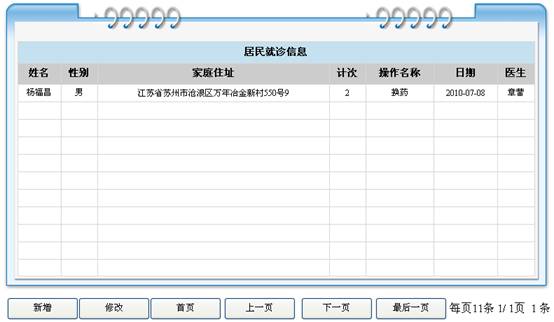 居民就诊信息
姓名 性别 家庭住址 计次 操作名称 日期 医生
杨福昌 男 江苏省苏州市沧浪区万年冶金新村550号9 2 换药 2010-07-08 章蕾
新增 修改 首页 上一页 下一页 最后一页 每页11条 1/1页 1 条